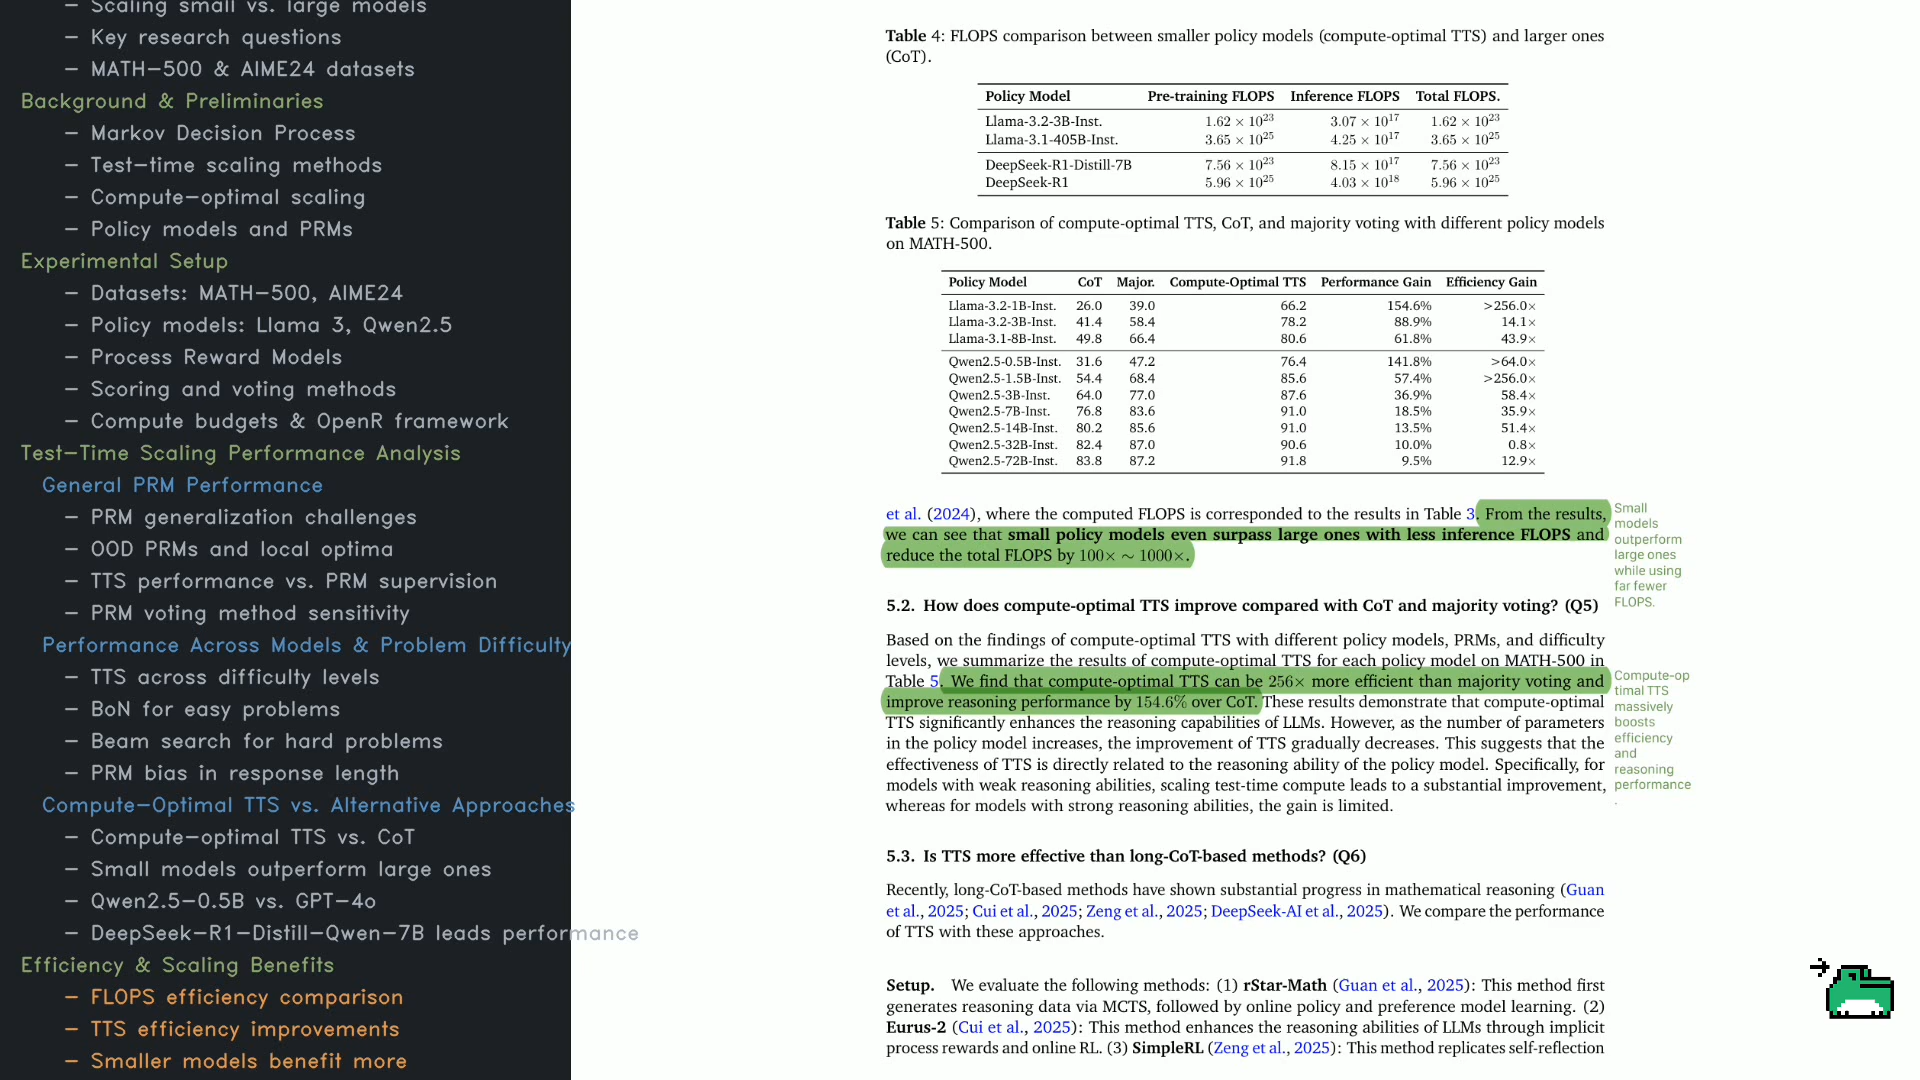 – Scaling small vs. large models
– Key research questions
– MATH-500 & AIME24 datasets
Background & Preliminaries
– Markov Decision Process
– Test-time scaling methods
– Compute-optimal scaling
– Policy models and PRMs
Experimental Setup
– Datasets: MATH-500, AIME24
– Policy models: Llama 3, Qwen2.5
– Process Reward Models
– Scoring and voting methods
– Compute budgets & OpenR framework
Test-Time Scaling Performance Analysis
General PRM Performance
– PRM generalization challenges
– OOD PRMs and local optima
– TTS performance vs. PRM supervision
– PRM voting method sensitivity
Performance Across Models & Problem Difficulty
– TTS across difficulty levels
– BoN for easy problems
– Beam search for hard problems
– PRM bias in response length
Compute-Optimal TTS vs. Alternative Approaches
– Compute-optimal TTS vs. CoT
– Small models outperform large ones
– Qwen2.5-0.5B vs. GPT-4o
– DeepSeek-R1-Distill-Qwen-7B leads performance
Efficiency & Scaling Benefits
– FLOPS efficiency comparison
– TTS efficiency improvements
– Smaller models benefit more
Table 4: FLOPS comparison between smaller policy models (compute-optimal TTS) and larger ones
(CoT).
Policy Model Pre-training FLOPS Inference FLOPS Total FLOPS.
Llama-3.2-3B-Inst. 1.62 × 10²³ 3.07 × 10¹⁷ 1.62 × 10²³
Llama-3.1-405B-Inst. 3.65 × 10²⁵ 4.25 × 10¹⁷ 3.65 × 10²⁵
DeepSeek-R1-Distill-7B 7.56 × 10²³ 8.15 × 10¹⁷ 7.56 × 10²³
DeepSeek-R1 5.96 × 10²⁵ 4.03 × 10¹⁸ 5.96 × 10²⁵
Table 5: Comparison of compute-optimal TTS, CoT, and majority voting with different policy models
on MATH-500.
Policy Model CoT Major. Compute-Optimal TTS Performance Gain Efficiency Gain
Llama-3.2-1B-Inst. 26.0 39.0 66.2 154.6% >256.0×
Llama-3.2-3B-Inst. 41.4 58.4 78.2 88.9% 14.1×
Llama-3.1-8B-Inst. 49.8 66.4 80.6 61.8% 43.9×
Qwen2.5-0.5B-Inst. 31.6 47.2 76.4 141.8% >64.0×
Qwen2.5-1.5B-Inst. 54.4 68.4 85.6 57.4% >256.0×
Qwen2.5-3B-Inst. 64.0 77.0 87.6 36.9% 58.4×
Qwen2.5-7B-Inst. 76.8 83.6 91.0 18.5% 35.9×
Qwen2.5-14B-Inst. 80.2 85.6 91.0 13.5% 51.4×
Qwen2.5-32B-Inst. 82.4 87.0 90.6 10.0% 0.8×
Qwen2.5-72B-Inst. 83.8 87.2 91.8 9.5% 12.9×
et al. (2024), where the computed FLOPS is corresponded to the results in Table 3. From the results,
we can see that small policy models even surpass large ones with less inference FLOPS and
reduce the total FLOPS by 100× ∼ 1000×.
Small
models
outperform
large ones
while using
far fewer
FLOPS.
5.2. How does compute-optimal TTS improve compared with CoT and majority voting? (Q5)
Based on the findings of compute-optimal TTS with different policy models, PRMs, and difficulty
levels, we summarize the results of compute-optimal TTS for each policy model on MATH-500 in
Table 5. We find that compute-optimal TTS can be 256× more efficient than majority voting and
improve reasoning performance by 154.6% over CoT. These results demonstrate that compute-optimal
TTS significantly enhances the reasoning capabilities of LLMs. However, as the number of parameters
in the policy model increases, the improvement of TTS gradually decreases. This suggests that the
effectiveness of TTS is directly related to the reasoning ability of the policy model. Specifically, for
models with weak reasoning abilities, scaling test-time compute leads to a substantial improvement,
whereas for models with strong reasoning abilities, the gain is limited.
Compute-op
timal TTS
massively
boosts
efficiency
and
reasoning
performance
.
5.3. Is TTS more effective than long-CoT-based methods? (Q6)
Recently, long-CoT-based methods have shown substantial progress in mathematical reasoning (Guan
et al., 2025; Cui et al., 2025; Zeng et al., 2025; DeepSeek-AI et al., 2025). We compare the performance
of TTS with these approaches.
Setup. We evaluate the following methods: (1) rStar-Math (Guan et al., 2025): This method first
generates reasoning data via MCTS, followed by online policy and preference model learning. (2)
Eurus-2 (Cui et al., 2025): This method enhances the reasoning abilities of LLMs through implicit
process rewards and online RL. (3) SimpleRL (Zeng et al., 2025): This method replicates self-reflection